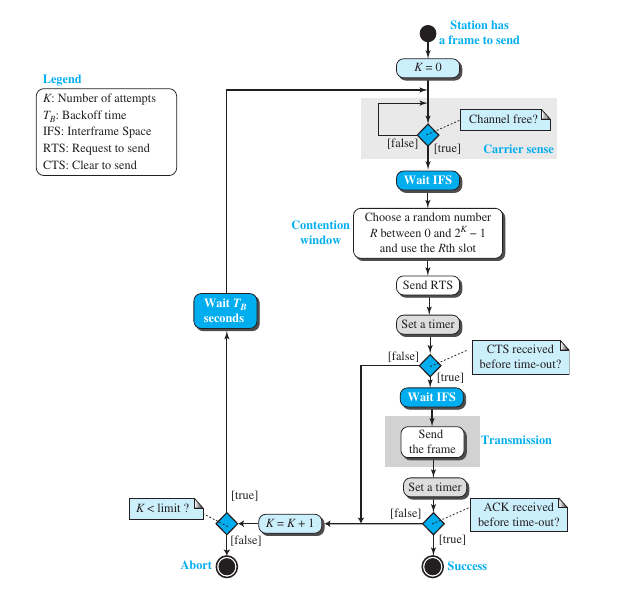 Station has
a frame to send
K = 0
Legend
K: Number of attempts
T_B: Backoff time
IFS: Interframe Space
RTS: Request to send
CTS: Clear to send
Channel free?
[false]
[true]
Carrier sense
Wait IFS
Contention
window
Choose a random number
R between 0 and 2^K − 1
and use the Rth slot
Send RTS
Wait T_B
seconds
Set a timer
[false]
CTS received
before time-out?
[true]
Wait IFS
Send
the frame
Transmission
Set a timer
[true]
K < limit ?
K = K + 1
[false]
ACK received
before time-out?
[false]
[true]
Abort
Success